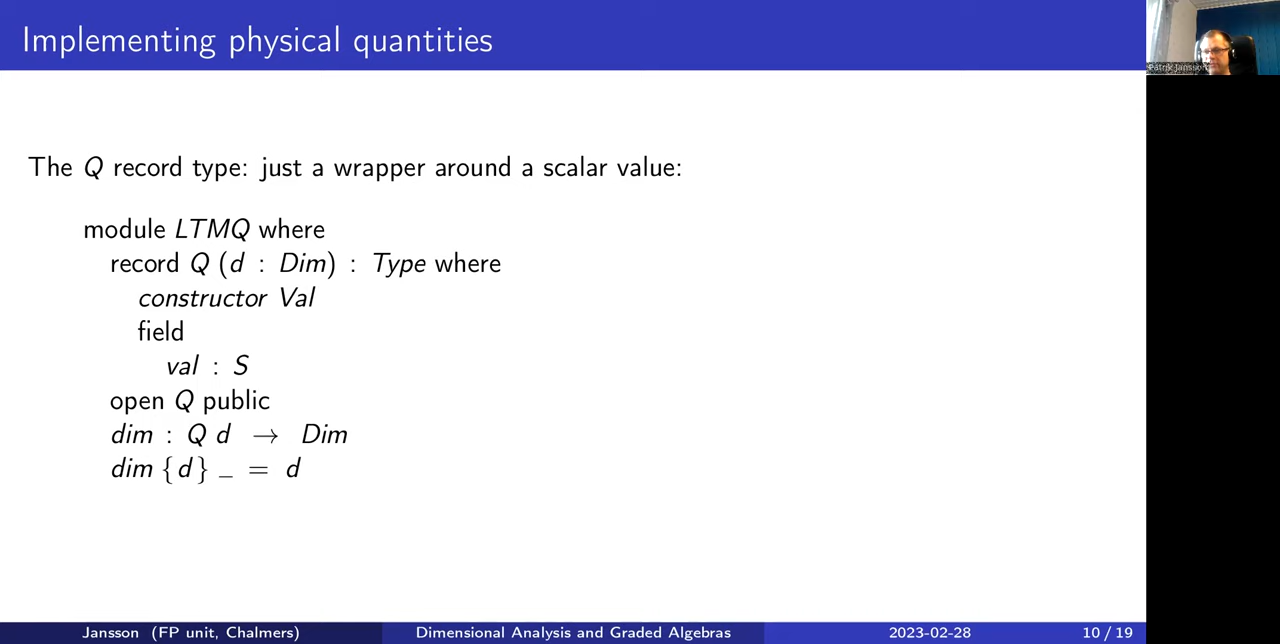 Implementing physical quantities
Patrik Jansson
The Q record type: just a wrapper around a scalar value:
module LTMQ where
record Q (d : Dim) : Type where
constructor Val
field
val : S
open Q public
dim : Q d → Dim
dim {d} _ = d
Jansson (FP unit, Chalmers) Dimensional Analysis and Graded Algebras 2023-02-28 10 / 19